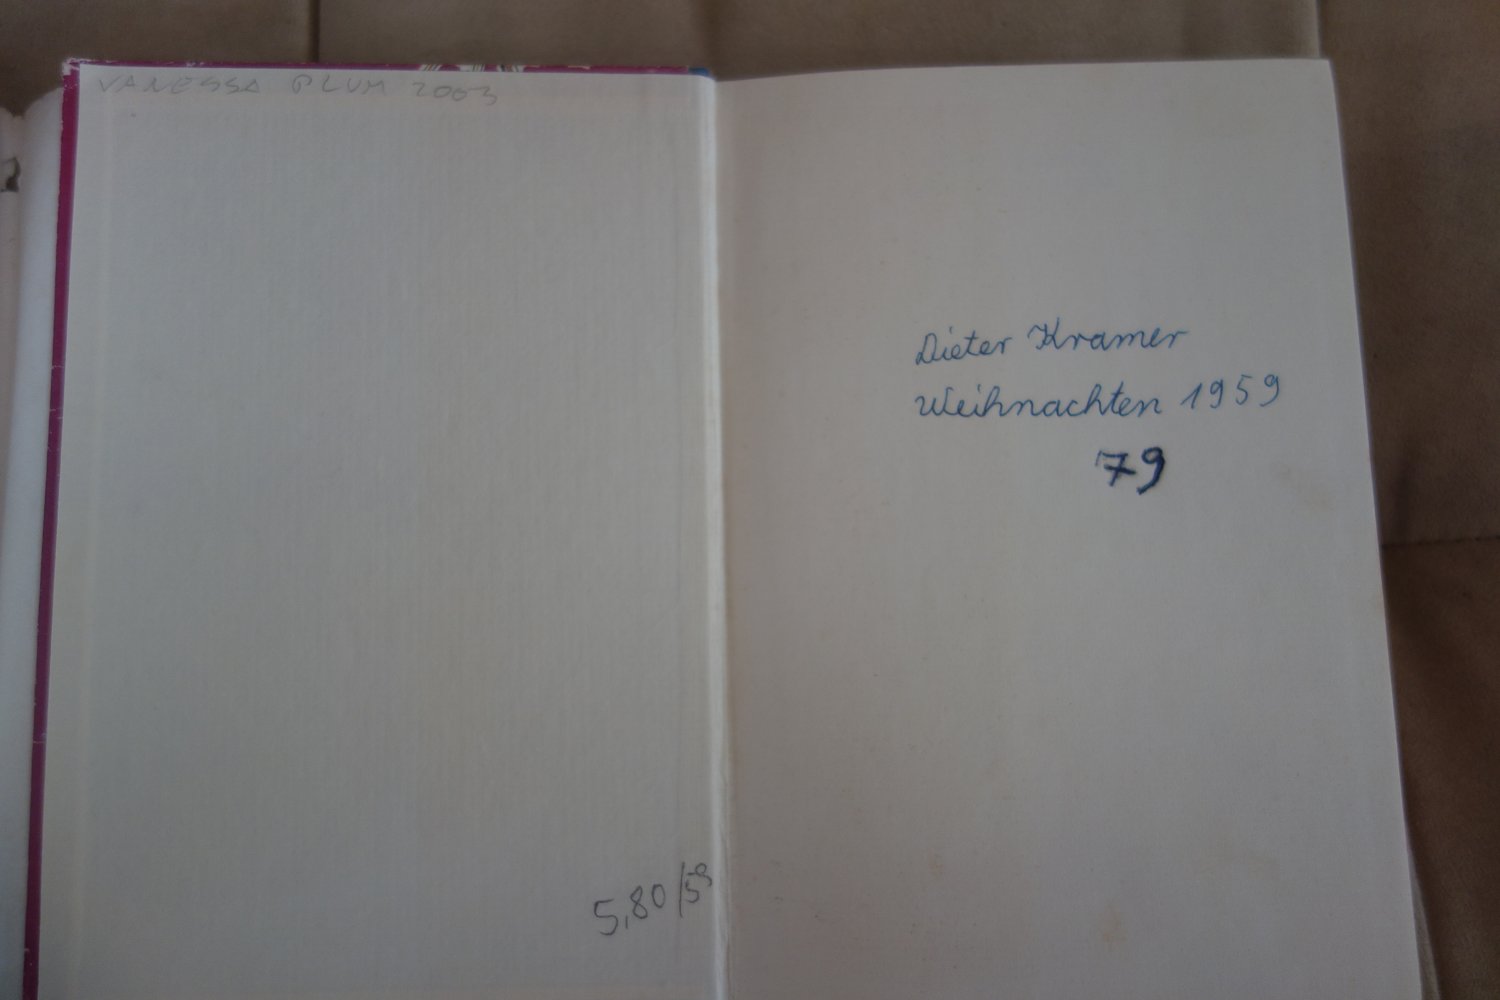 VANESSA PLUM 2003
5,80/59
Dieter Kramer
Weihnachten 1959
79